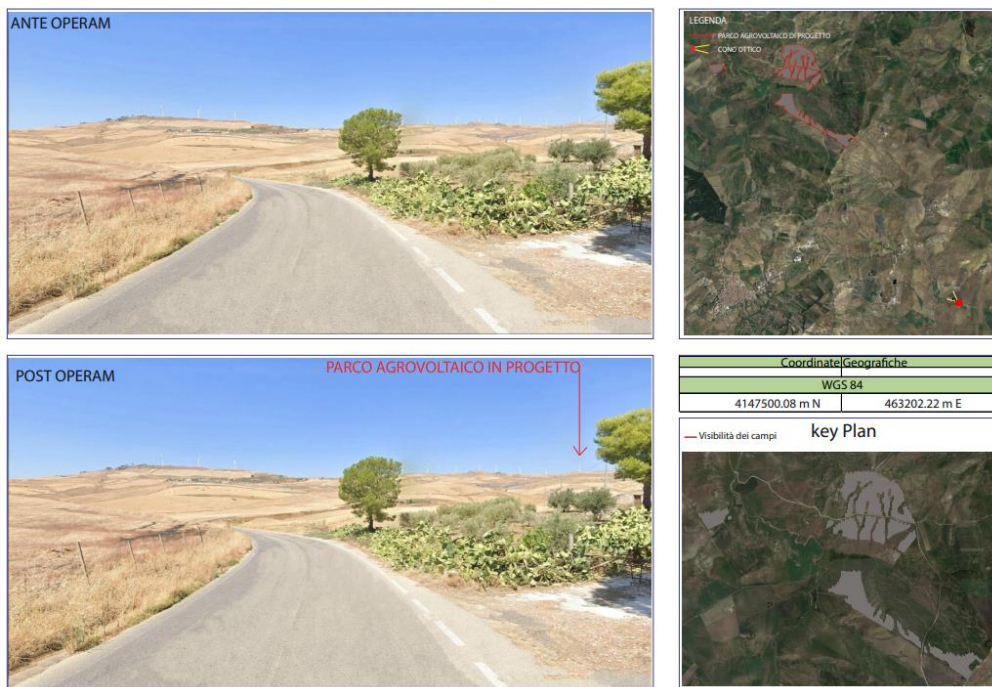 ANTE OPERAM
LEGENDA
PARCO AGROVOLTAICO DI PROGETTO
CONO OTTICO
POST OPERAM
PARCO AGROVOLTAICO IN PROGETTO
Coordinate Geografiche
WGS 84
4147500.08 m N 463202.22 m E
Visibilità dei campi
key Plan